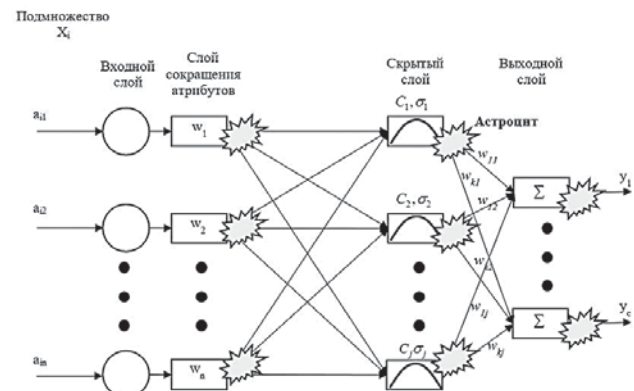 Подмножество
Xᵢ
Входной
слой
Слой
сокращения
атрибутов
Скрытый
слой
Выходной
слой
Астроцит
aᵢ₁
w₁
C₁, σ₁
w₁₁
wₖ₁
Σ
y₁
aᵢ₂
w₂
C₂, σ₂
w₁₂
wₖ₂
w₁ⱼ
wₖⱼ
Σ
y_c
aᵢₙ
wₙ
Cⱼ σⱼ